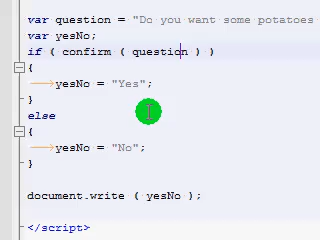 var question = "Do you want some potatoes
var yesNo;
if ( confirm ( question ) )
{
yesNo = "Yes";
}
else
{
yesNo = "No";
}
document.write ( yesNo );
</script>